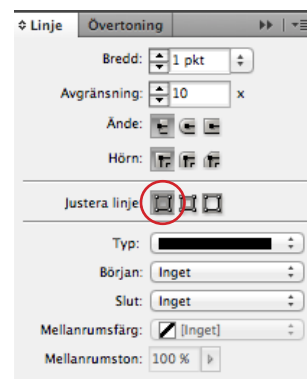 Linje Övertoning
Bredd: 1 pkt
Avgränsning: 10 x
Ände:
Hörn:
Justera linje:
Typ:
Början: Inget
Slut: Inget
Mellanrumsfärg: [Inget]
Mellanrumston: 100 %